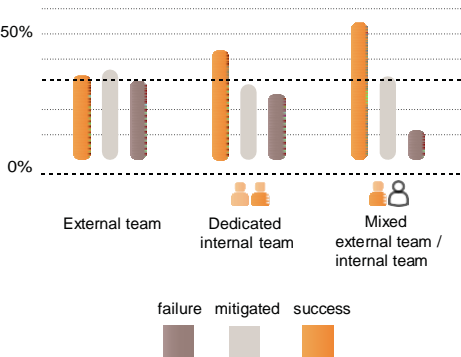 50%
0%
External team
Dedicated
internal team
Mixed
external team /
internal team
failure mitigated success